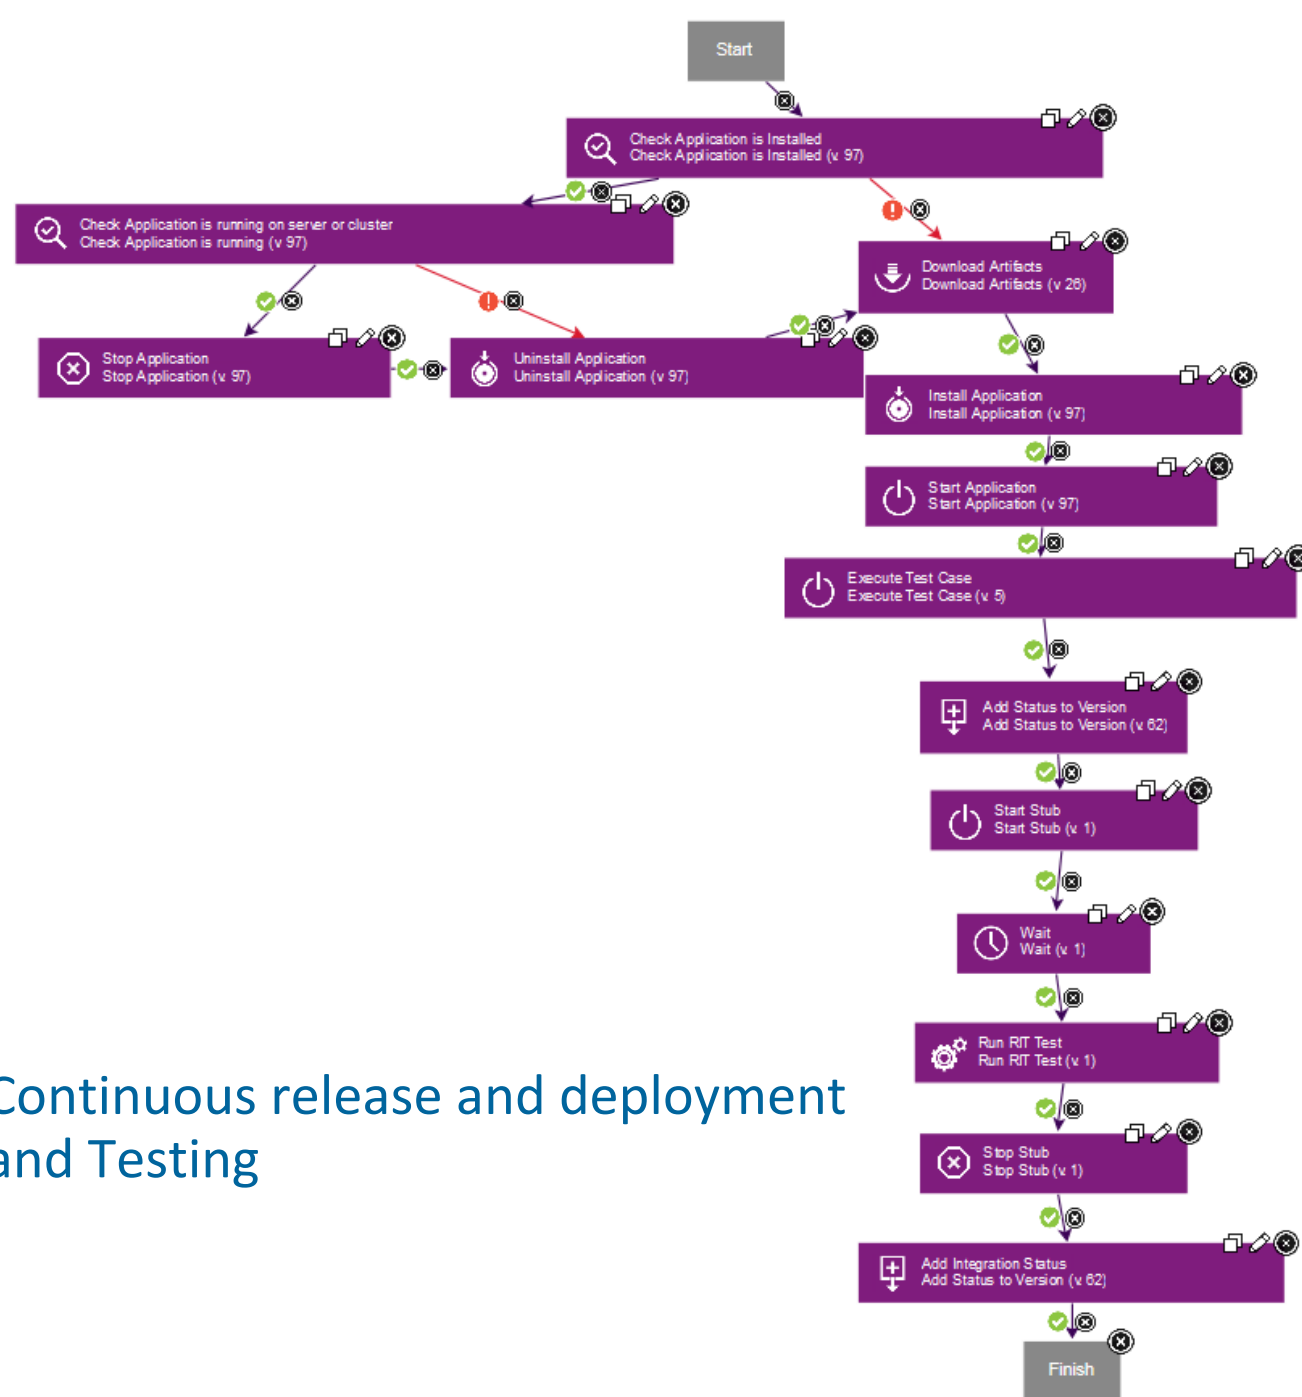 Start
Check Application is Installed
Check Application is Installed (v. 97)
Check Application is running on server or cluster
Check Application is running (v 97)
Download Artifacts
Download Artifacts (v 26)
Stop Application
Stop Application (v. 97)
Uninstall Application
Uninstall Application (v 97)
Install Application
Install Application (v. 97)
Start Application
Start Application (v 97)
Execute Test Case
Execute Test Case (v. 5)
Add Status to Version
Add Status to Version (v. 62)
Start Stub
Start Stub (v. 1)
Wait
Wait (v. 1)
Run RIT Test
Run RIT Test (v. 1)
Continuous release and deployment
and Testing
Stop Stub
Stop Stub (v. 1)
Add Integration Status
Add Status to Version (v. 62)
Finish